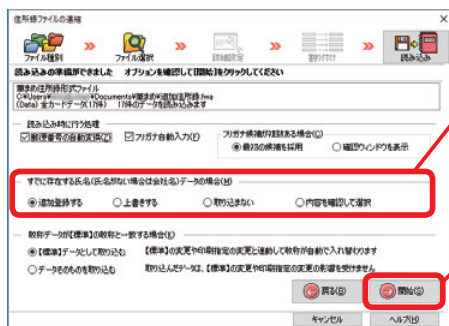 住所録ファイルの連結
ファイル種別 ファイル選択 詳細設定 割り付け 読み込み
読み込みの準備ができました オプションを確認して[開始]をクリックしてください
筆まめ住所録形式ファイル
C:¥Users¥ ¥Documents¥筆まめ¥追加住所録.fwa
(Data) 全カードデータ(17件) 17件のデータを読み込みます
読み込み時に行う処理
郵便番号の自動変換(Z) フリガナ自動入力(F) フリガナ候補が複数ある場合(C)
最初の候補を採用 確認ウィンドウを表示
すでに存在する氏名(氏名がない場合は会社名)データの場合(M)
追加登録する 上書きする 取り込まない 内容を確認して選択
敬称データが[標準]の敬称と一致する場合(K)
[標準]データとして取り込む [標準]の変更や印刷指定の変更と連動して敬称が自動で入れ替わります
データそのものを取り込む 取り込んだデータは、[標準]の変更や印刷指定の変更の影響を受けません
戻る(B) 開始(S)
キャンセル ヘルプ(H)